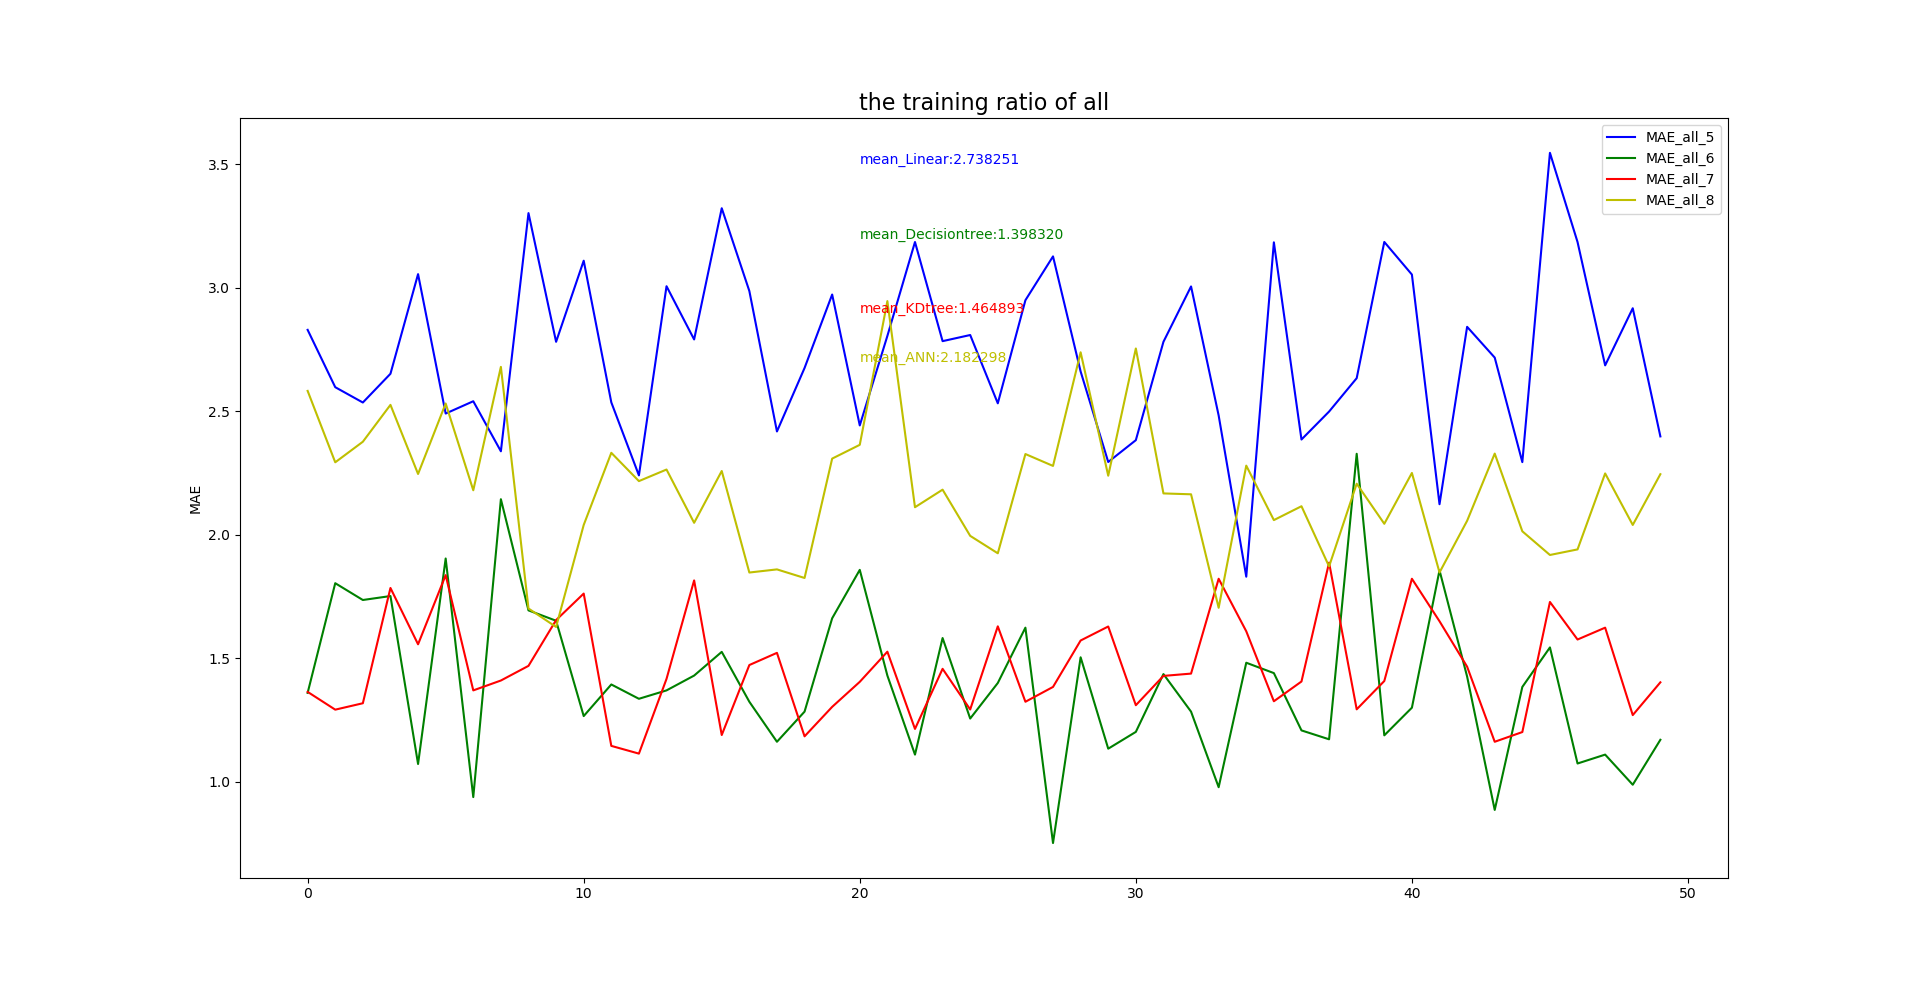 the training ratio of all
mean_Linear:2.738251
mean_Decisiontree:1.398320
mean_KDtree:1.464893
mean_ANN:2.182298
MAE_all_5
MAE_all_6
MAE_all_7
MAE_all_8
MAE
3.5
3.0
2.5
2.0
1.5
1.0
0 10 20 30 40 50